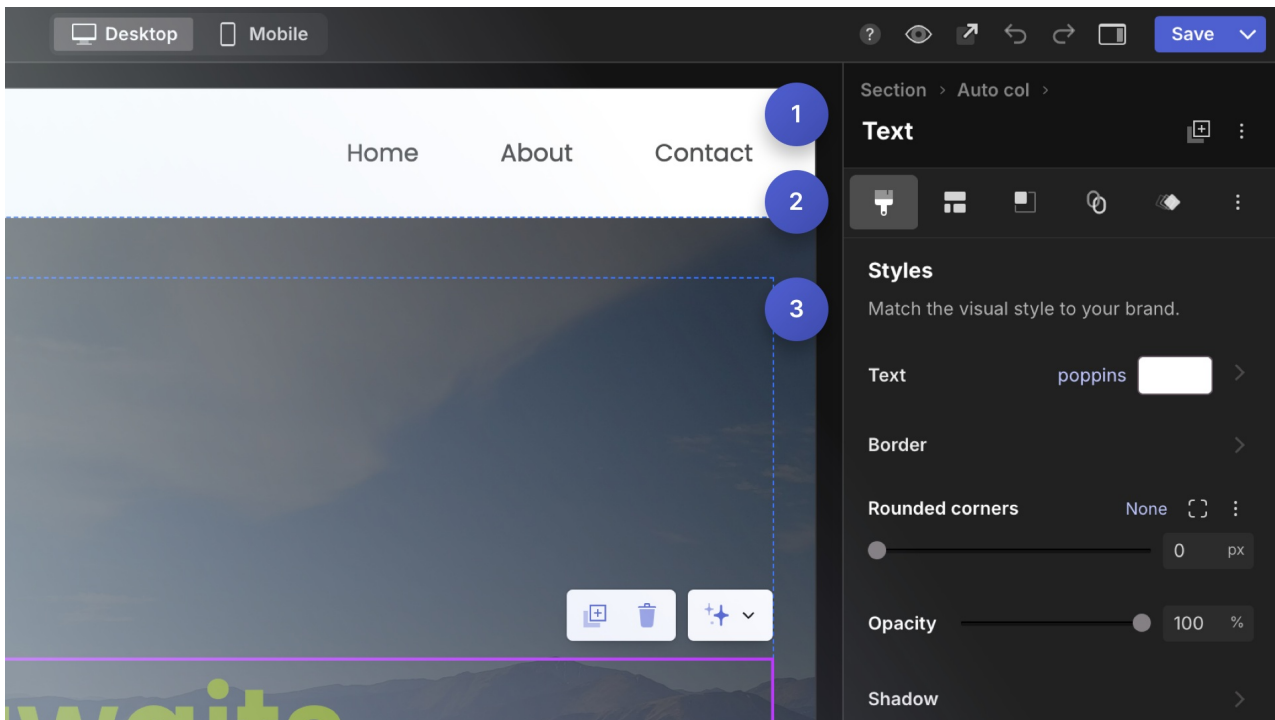 Desktop Mobile ? Save
Section > Auto col >
1
Text
Home About Contact
2
Styles
3
Match the visual style to your brand.
Text poppins
Border
Rounded corners None
0 px
Opacity 100 %
Shadow